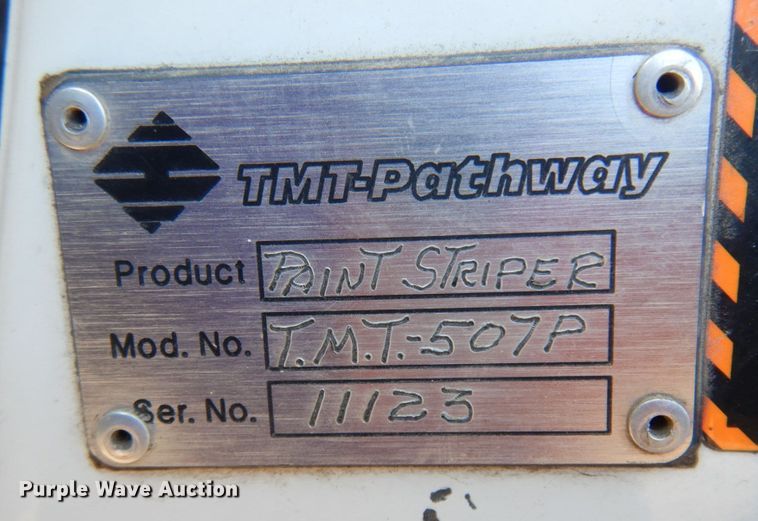 TMT-Pathway
Product PAINT STRIPER
Mod. No. T.M.T.-507P
Ser. No. 11123
Purple Wave Auction